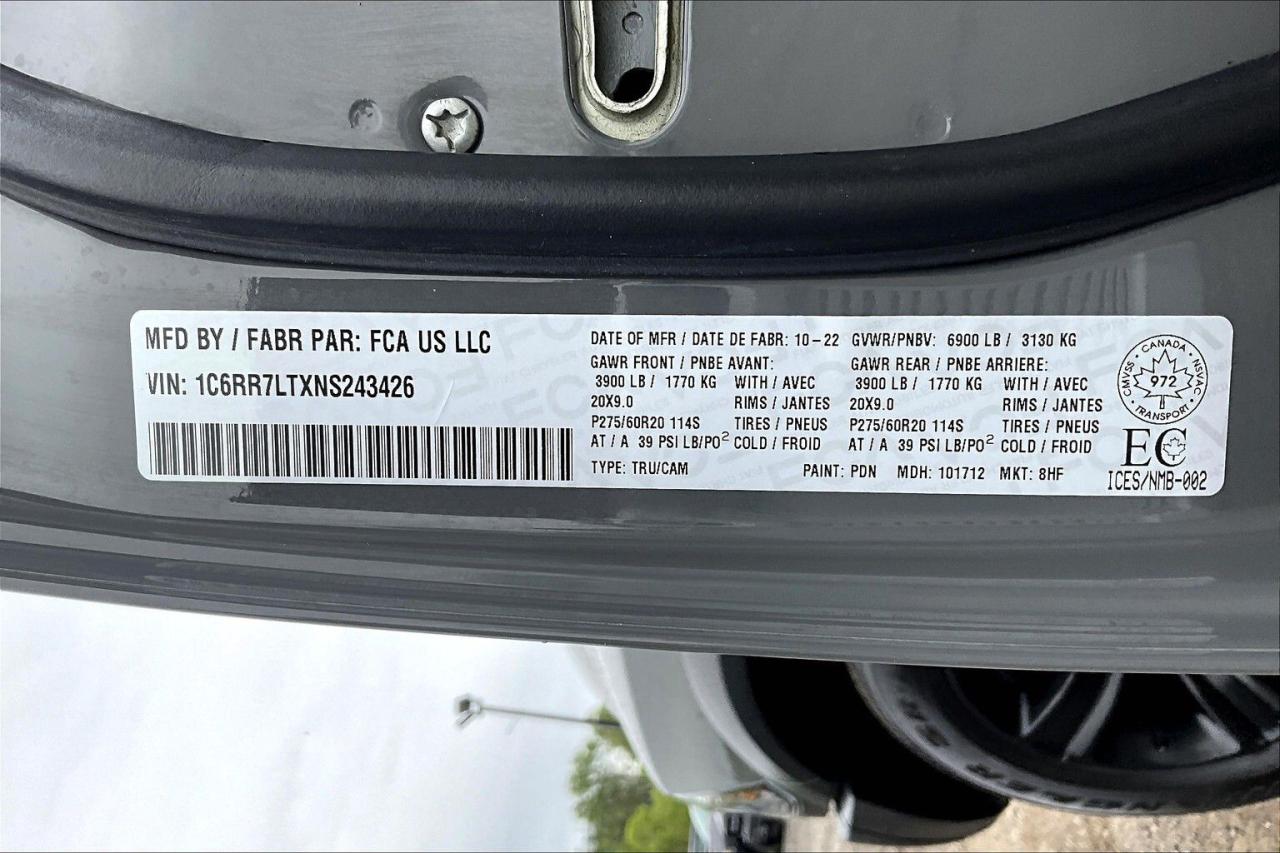 MFD BY / FABR PAR: FCA US LLC
VIN: 1C6RR7LTXNS243426
DATE OF MFR / DATE DE FABR: 10-22 GVWR/PNBV: 6900 LB / 3130 KG
GAWR FRONT / PNBE AVANT: GAWR REAR / PNBE ARRIERE:
3900 LB / 1770 KG WITH / AVEC 3900 LB / 1770 KG WITH / AVEC
20X9.0 RIMS / JANTES 20X9.0 RIMS / JANTES
P275/60R20 114S TIRES / PNEUS P275/60R20 114S TIRES / PNEUS
AT / A 39 PSI LB/PO² COLD / FROID AT / A 39 PSI LB/PO² COLD / FROID
TYPE: TRU/CAM PAINT: PDN MDH: 101712 MKT: 8HF
CANADA
CMVSS 972 NSVAC
TRANSPORT
EC
ICES/NMB-002